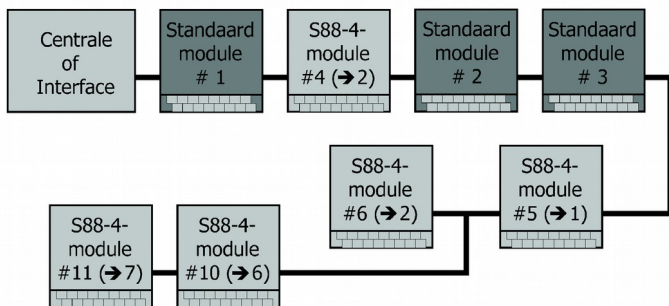 Centrale
of
Interface
Standaard
module
# 1
S88-4-
module
#4 (➔2)
Standaard
module
# 2
Standaard
module
# 3
S88-4-
module
#6 (➔2)
S88-4-
module
#5 (➔1)
S88-4-
module
#11 (➔7)
S88-4-
module
#10 (➔6)